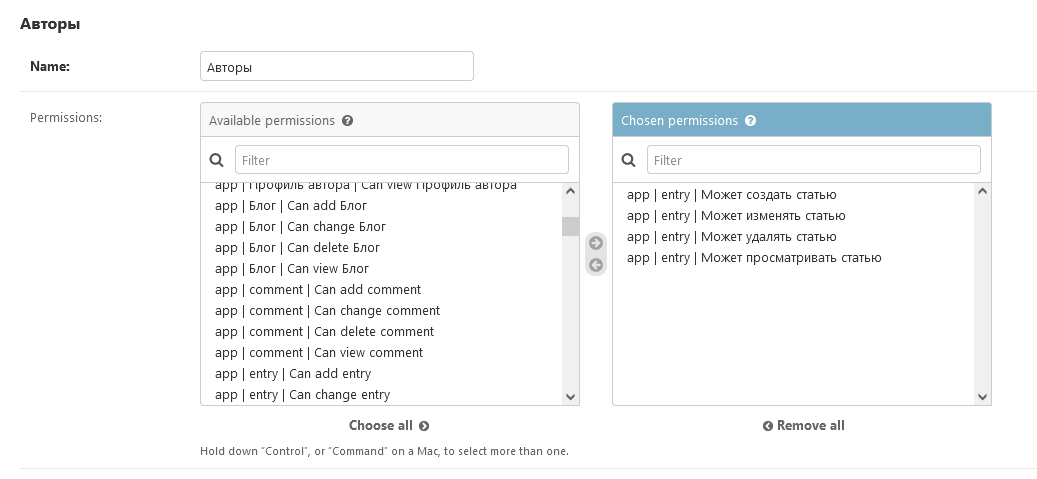 Авторы
Name:
Авторы
Permissions:
Available permissions ?
Filter
app | Профиль автора | Can view Профиль автора
app | Блог | Can add Блог
app | Блог | Can change Блог
app | Блог | Can delete Блог
app | Блог | Can view Блог
app | comment | Can add comment
app | comment | Can change comment
app | comment | Can delete comment
app | comment | Can view comment
app | entry | Can add entry
app | entry | Can change entry
Choose all
Chosen permissions ?
Filter
app | entry | Может создать статью
app | entry | Может изменять статью
app | entry | Может удалять статью
app | entry | Может просматривать статью
Remove all
Hold down “Control”, or “Command” on a Mac, to select more than one.